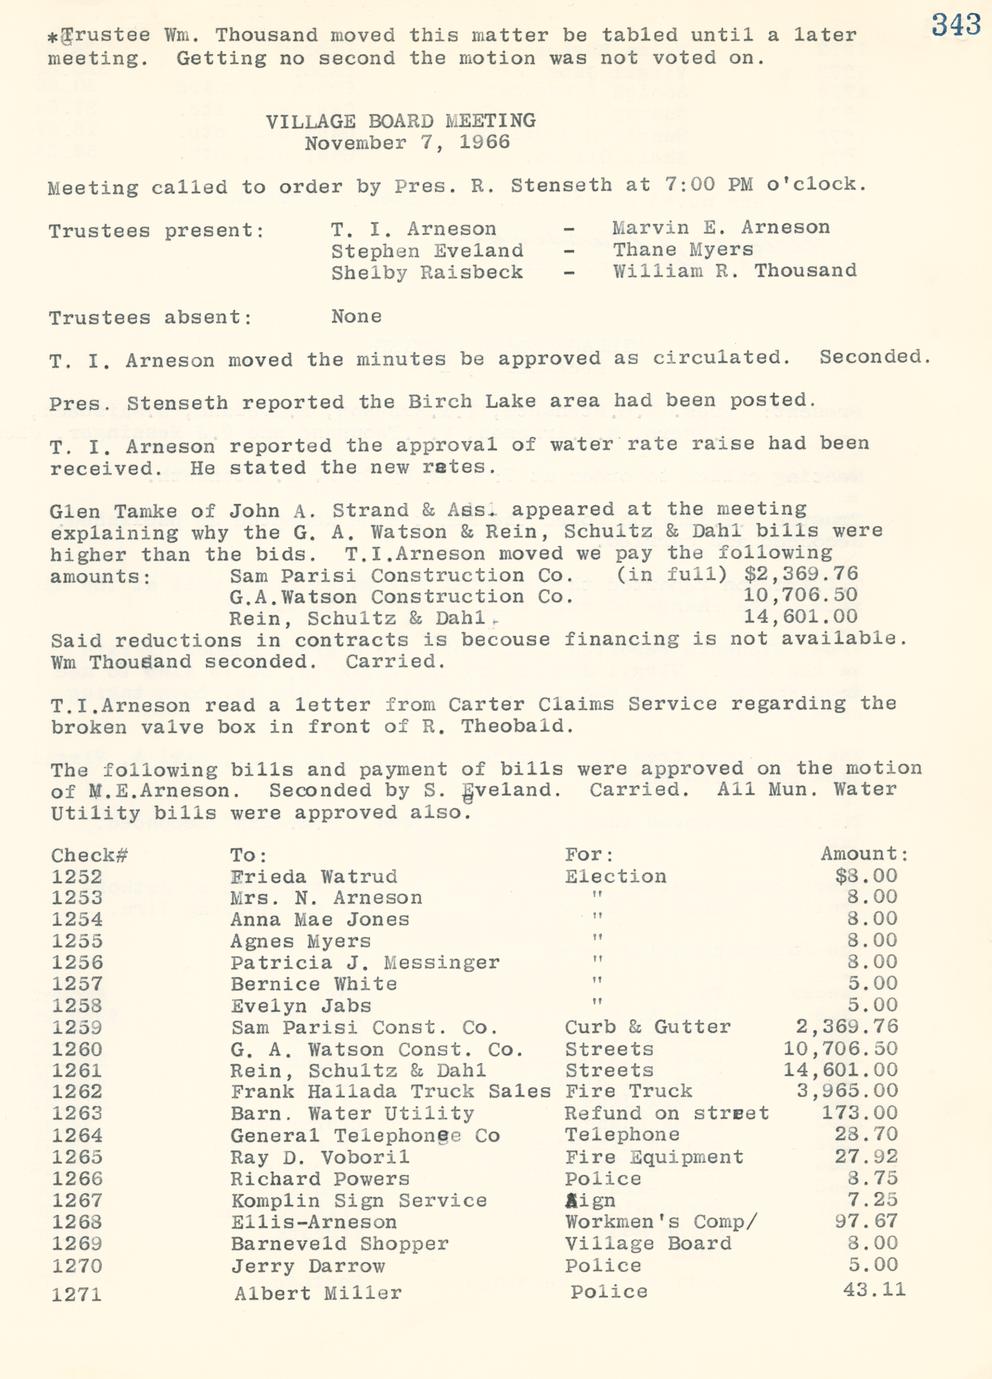 343
*Trustee Wm. Thousand moved this matter be tabled until a later
meeting.  Getting no second the motion was not voted on.
VILLAGE BOARD MEETING
November 7, 1966
Meeting called to order by Pres. R. Stenseth at 7:00 PM o'clock.
Trustees present:     T. I. Arneson     -   Marvin E. Arneson
Stephen Eveland   -   Thane Myers
Shelby Raisbeck   -   William R. Thousand
Trustees absent:      None
T. I. Arneson moved the minutes be approved as circulated.  Seconded.
Pres. Stenseth reported the Birch Lake area had been posted.
T. I. Arneson reported the approval of water rate raise had been
received.  He stated the new rates.
Glen Tamke of John A. Strand & Ass. appeared at the meeting
explaining why the G. A. Watson & Rein, Schultz & Dahl bills were
higher than the bids.  T.I.Arneson moved we pay the following
amounts:      Sam Parisi Construction Co.   (in full) $2,369.76
G.A.Watson Construction Co.             10,706.50
Rein, Schultz & Dahl.                   14,601.00
Said reductions in contracts is becouse financing is not available.
Wm Thousand seconded.  Carried.
T.I.Arneson read a letter from Carter Claims Service regarding the
broken valve box in front of R. Theobald.
The following bills and payment of bills were approved on the motion
of M.E.Arneson.  Seconded by S. Eveland.  Carried.  All Mun. Water
Utility bills were approved also.
Check#        To:                       For:                Amount:
1252          Frieda Watrud             Election             $8.00
1253          Mrs. N. Arneson             "                   8.00
1254          Anna Mae Jones              "                   8.00
1255          Agnes Myers                 "                   8.00
1256          Patricia J. Messinger       "                   8.00
1257          Bernice White               "                   5.00
1258          Evelyn Jabs                 "                   5.00
1259          Sam Parisi Const. Co.     Curb & Gutter     2,369.76
1260          G. A. Watson Const. Co.   Streets          10,706.50
1261          Rein, Schultz & Dahl      Streets          14,601.00
1262          Frank Hallada Truck Sales Fire Truck        3,965.00
1263          Barn. Water Utility       Refund on street    173.00
1264          General Telephonee Co     Telephone            28.70
1265          Ray D. Voboril            Fire Equipment       27.92
1266          Richard Powers            Police                8.75
1267          Komplin Sign Service      Sign                  7.25
1268          Ellis-Arneson             Workmen's Comp/      97.67
1269          Barneveld Shopper         Village Board         8.00
1270          Jerry Darrow              Police                5.00
1271          Albert Miller             Police               43.11